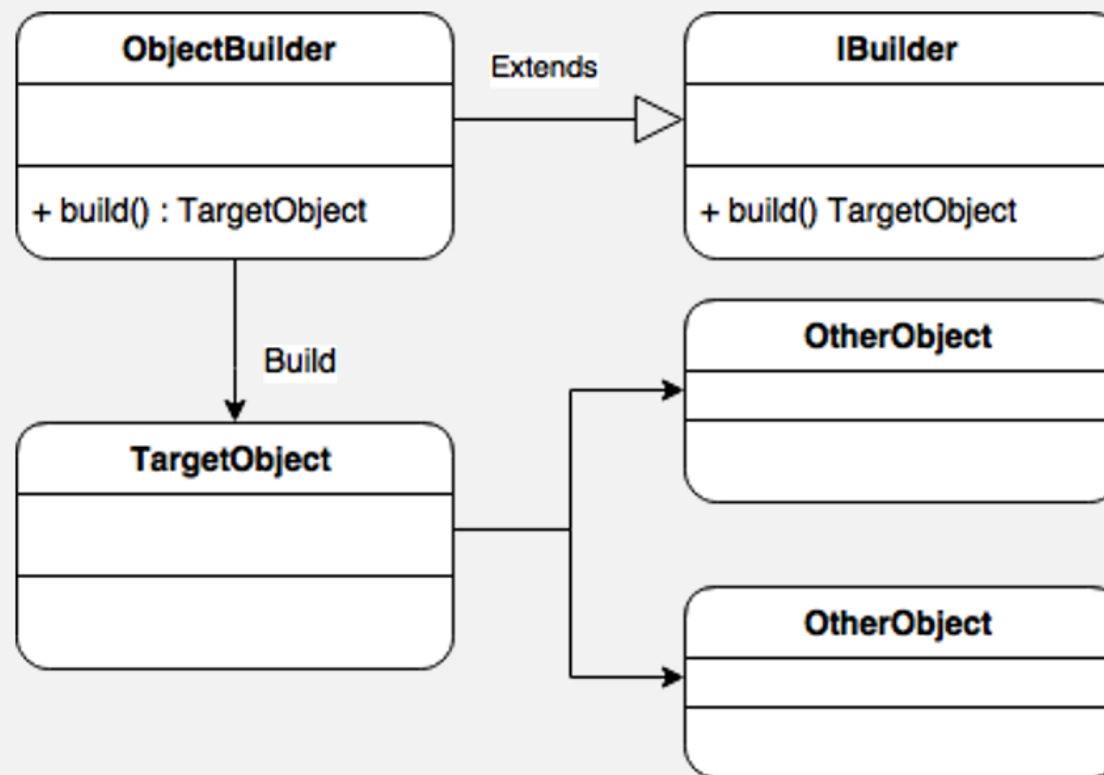 ObjectBuilder
Extends
IBuilder
+ build() : TargetObject
+ build() TargetObject
Build
OtherObject
TargetObject
OtherObject